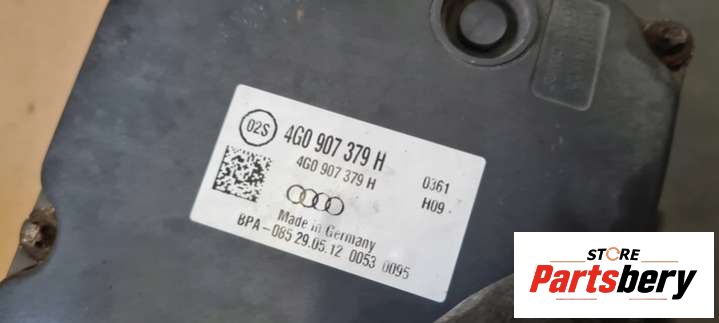 02S
4G0 907 379 H
4G0 907 379 H
0361
H09
Made in Germany
BPA-085 29.05.12 0053 0095
STORE
Partsbery